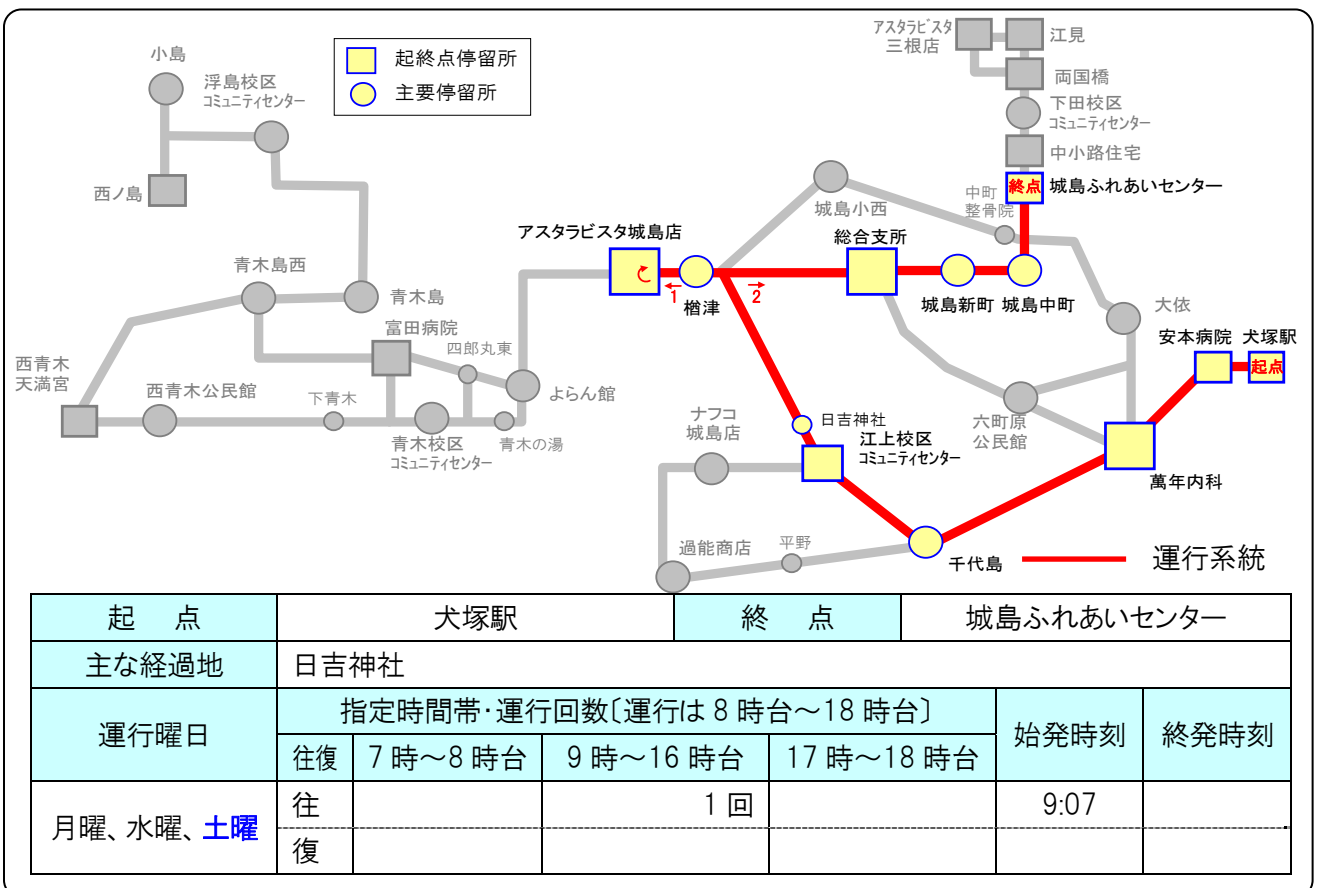 起終点停留所
主要停留所
小島
浮島校区
コミュニティセンター
西ノ島
アスタラビスタ
三根店
江見
両国橋
下田校区
コミュニティセンター
中小路住宅
終点
城島ふれあいセンター
中町
整骨院
城島小西
アスタラビスタ城島店
総合支所
1
2
楢津
城島新町
城島中町
青木島西
青木島
富田病院
四郎丸東
大依
安本病院
犬塚駅
起点
西青木
天満宮
西青木公民館
下青木
よらん館
青木校区
コミュニティセンター
青木の湯
ナフコ
城島店
日吉神社
江上校区
コミュニティセンター
六町原
公民館
萬年内科
過能商店
平野
千代島
運行系統
起 点 犬塚駅 終 点 城島ふれあいセンター
主な経過地 日吉神社
運行曜日 指定時間帯・運行回数〔運行は8時台～18時台〕 始発時刻 終発時刻
往復 7時～8時台 9時～16時台 17時～18時台
月曜、水曜、土曜 往 1回 9:07
復